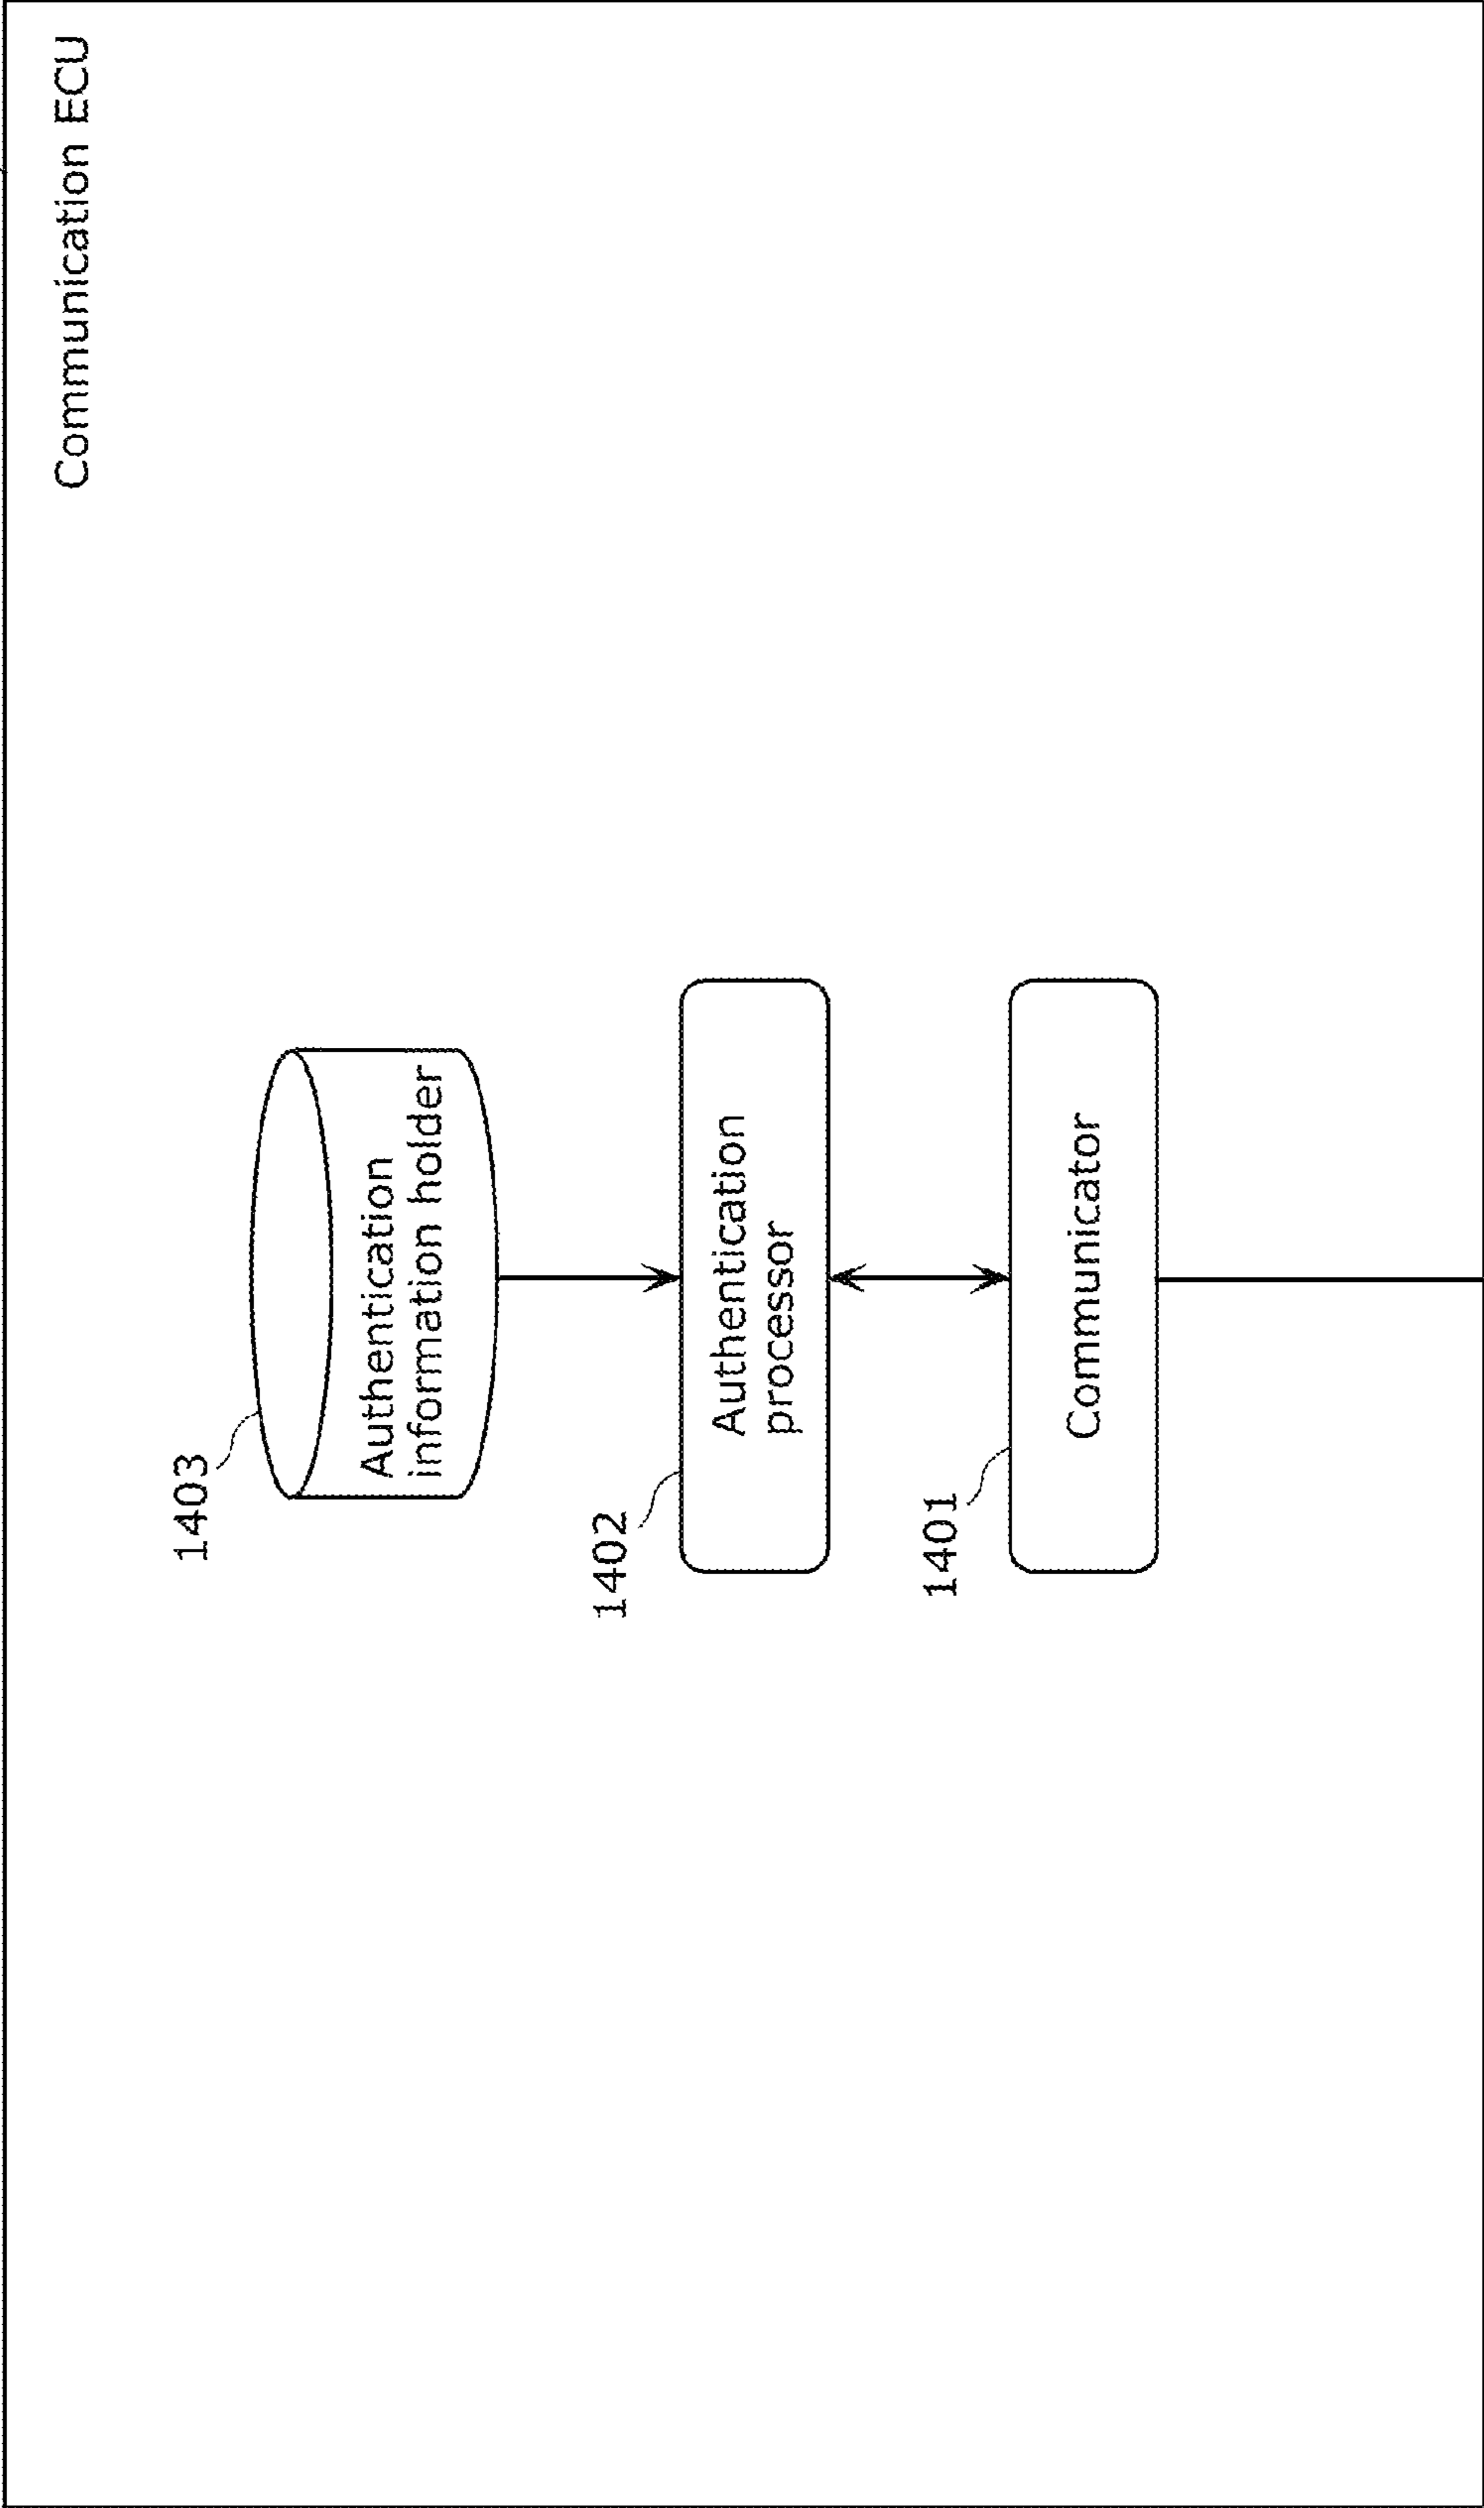 Communication ECU
1403
Authentication
information holder
1402
Authentication
processor
1401
Communicator